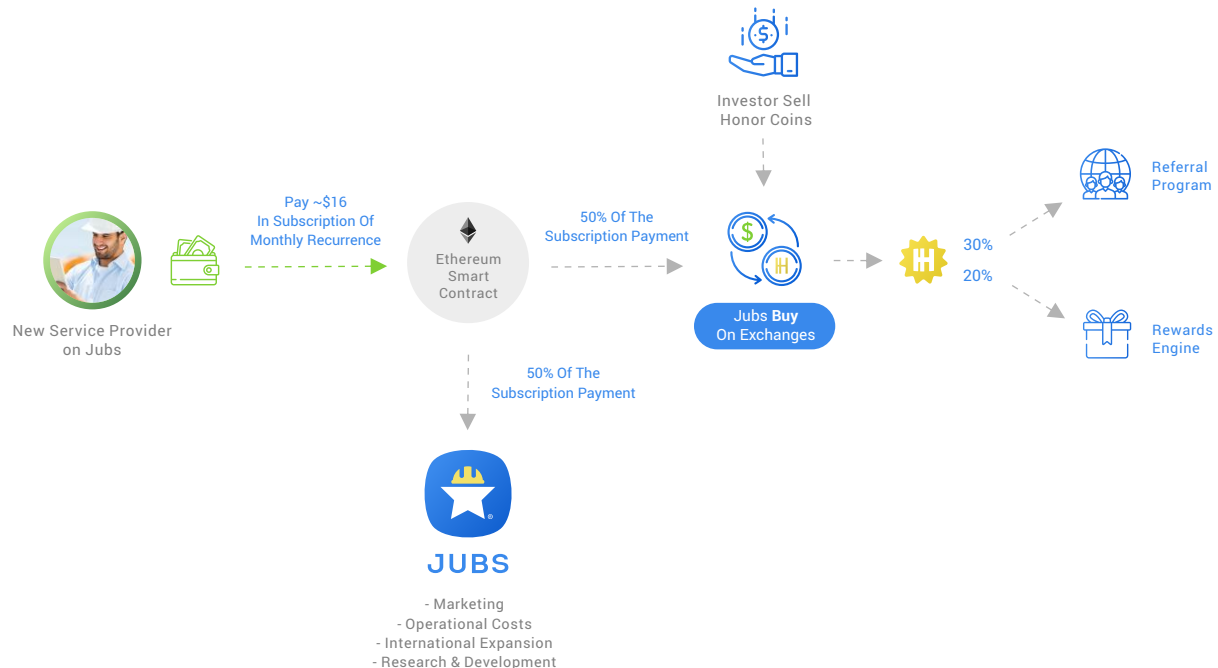 Investor Sell
Honor Coins
Referral
Program
Pay ~$16
In Subscription Of
Monthly Recurrence
50% Of The
Subscription Payment
Ethereum
Smart
Contract
$
30%
20%
Jubs Buy
On Exchanges
New Service Provider
on Jubs
Rewards
Engine
50% Of The
Subscription Payment
JUBS
- Marketing
- Operational Costs
- International Expansion
- Research & Development